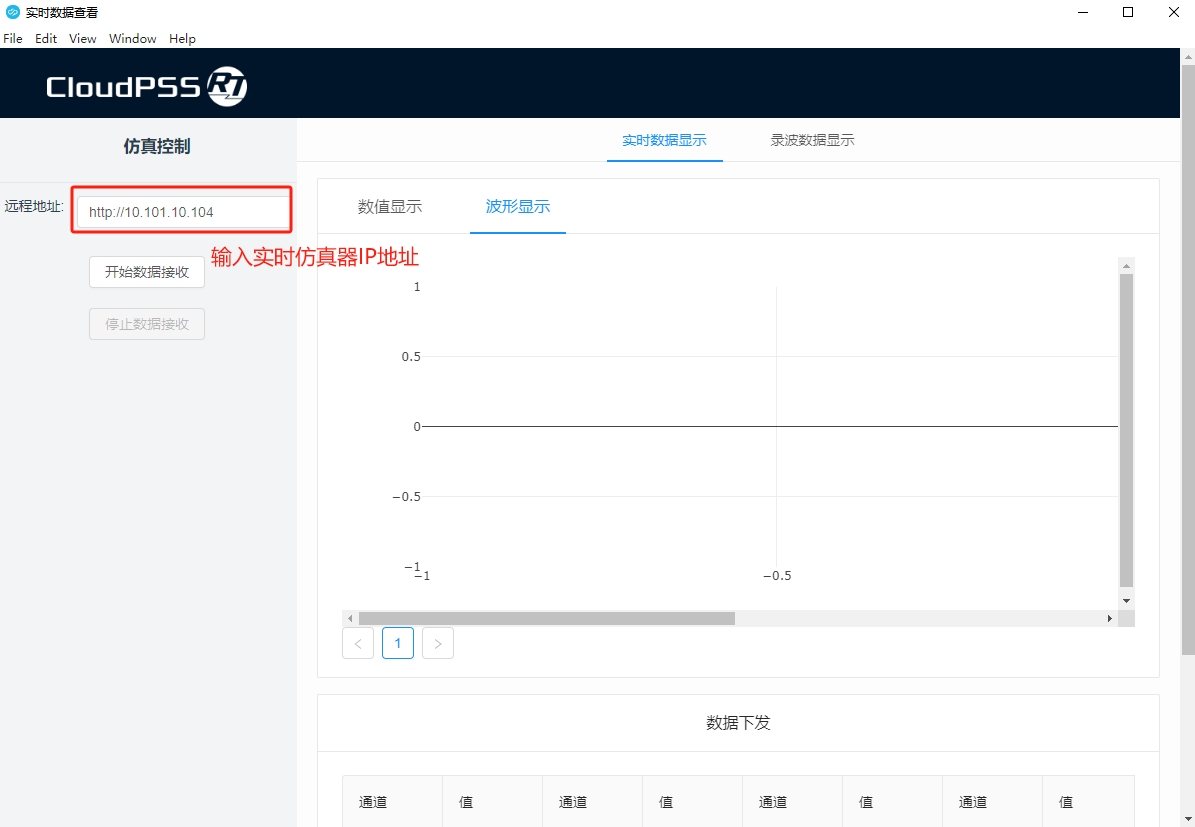 实时数据查看
File Edit View Window Help
CloudPSS RT
仿真控制
远程地址: http://10.101.10.104
输入实时仿真器IP地址
开始数据接收
停止数据接收
实时数据显示 录波数据显示
数值显示 波形显示
1
0.5
0
−0.5
−1
−1 −0.5
< 1 >
数据下发
通道 值 通道 值 通道 值 通道 值